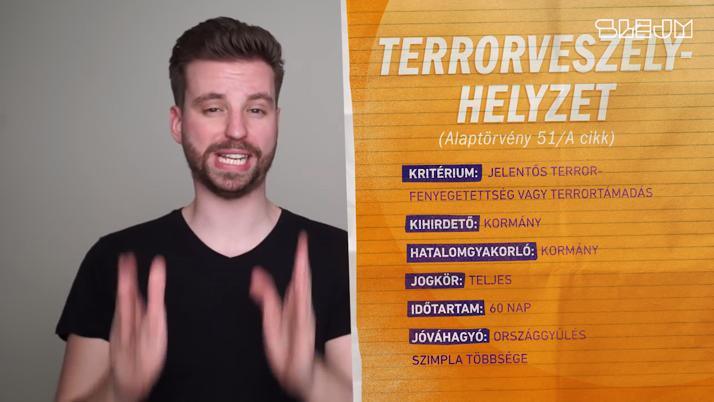 SLEJM
TERRORVESZÉLY-
HELYZET
(Alaptörvény 51/A cikk)
KRITÉRIUM: JELENTŐS TERROR-
FENYEGETETTSÉG VAGY TERRORTÁMADÁS
KIHIRDETŐ: KORMÁNY
HATALOMGYAKORLÓ: KORMÁNY
JOGKÖR: TELJES
IDŐTARTAM: 60 NAP
JÓVÁHAGYÓ: ORSZÁGGYŰLÉS
SZIMPLA TÖBBSÉGE